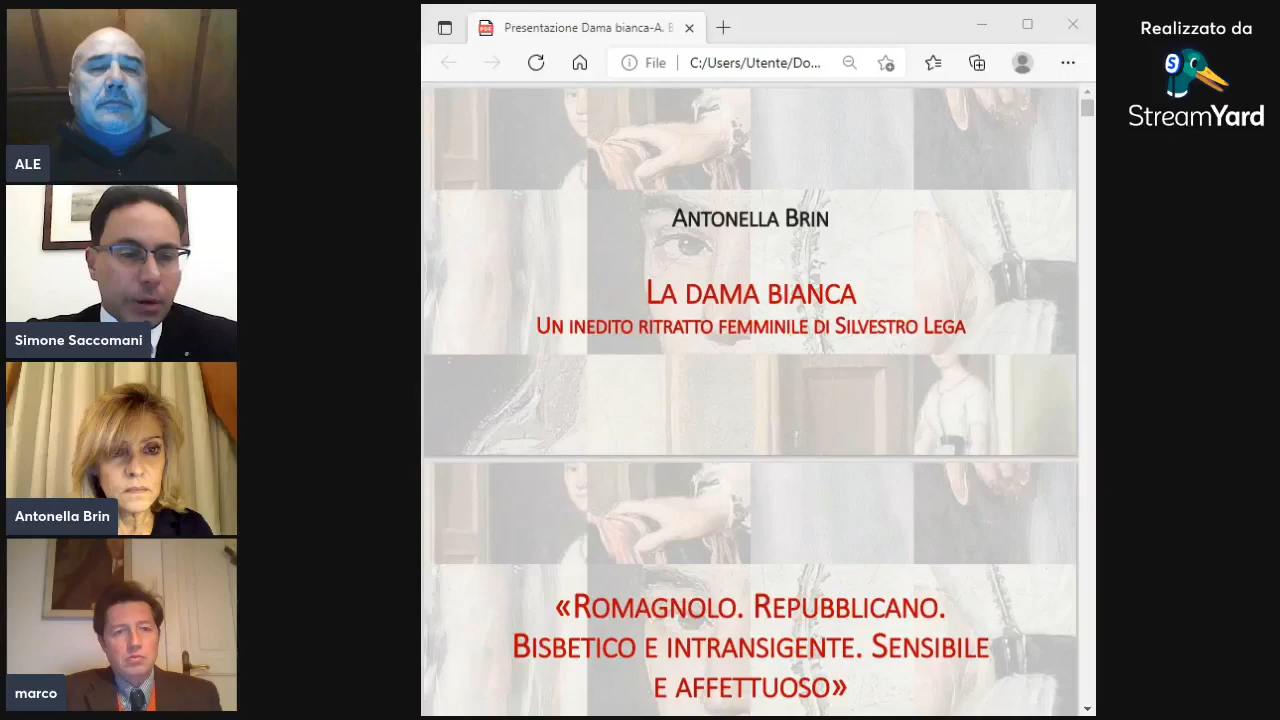 ALE
Simone Saccomani
Antonella Brin
marco
Presentazione Dama bianca-A. B
File
C:/Users/Utente/Do...
ANTONELLA BRIN
LA DAMA BIANCA
UN INEDITO RITRATTO FEMMINILE DI SILVESTRO LEGA
«ROMAGNOLO. REPUBBLICANO.
BISBETICO E INTRANSIGENTE. SENSIBILE
E AFFETTUOSO»
Realizzato da
S
StreamYard